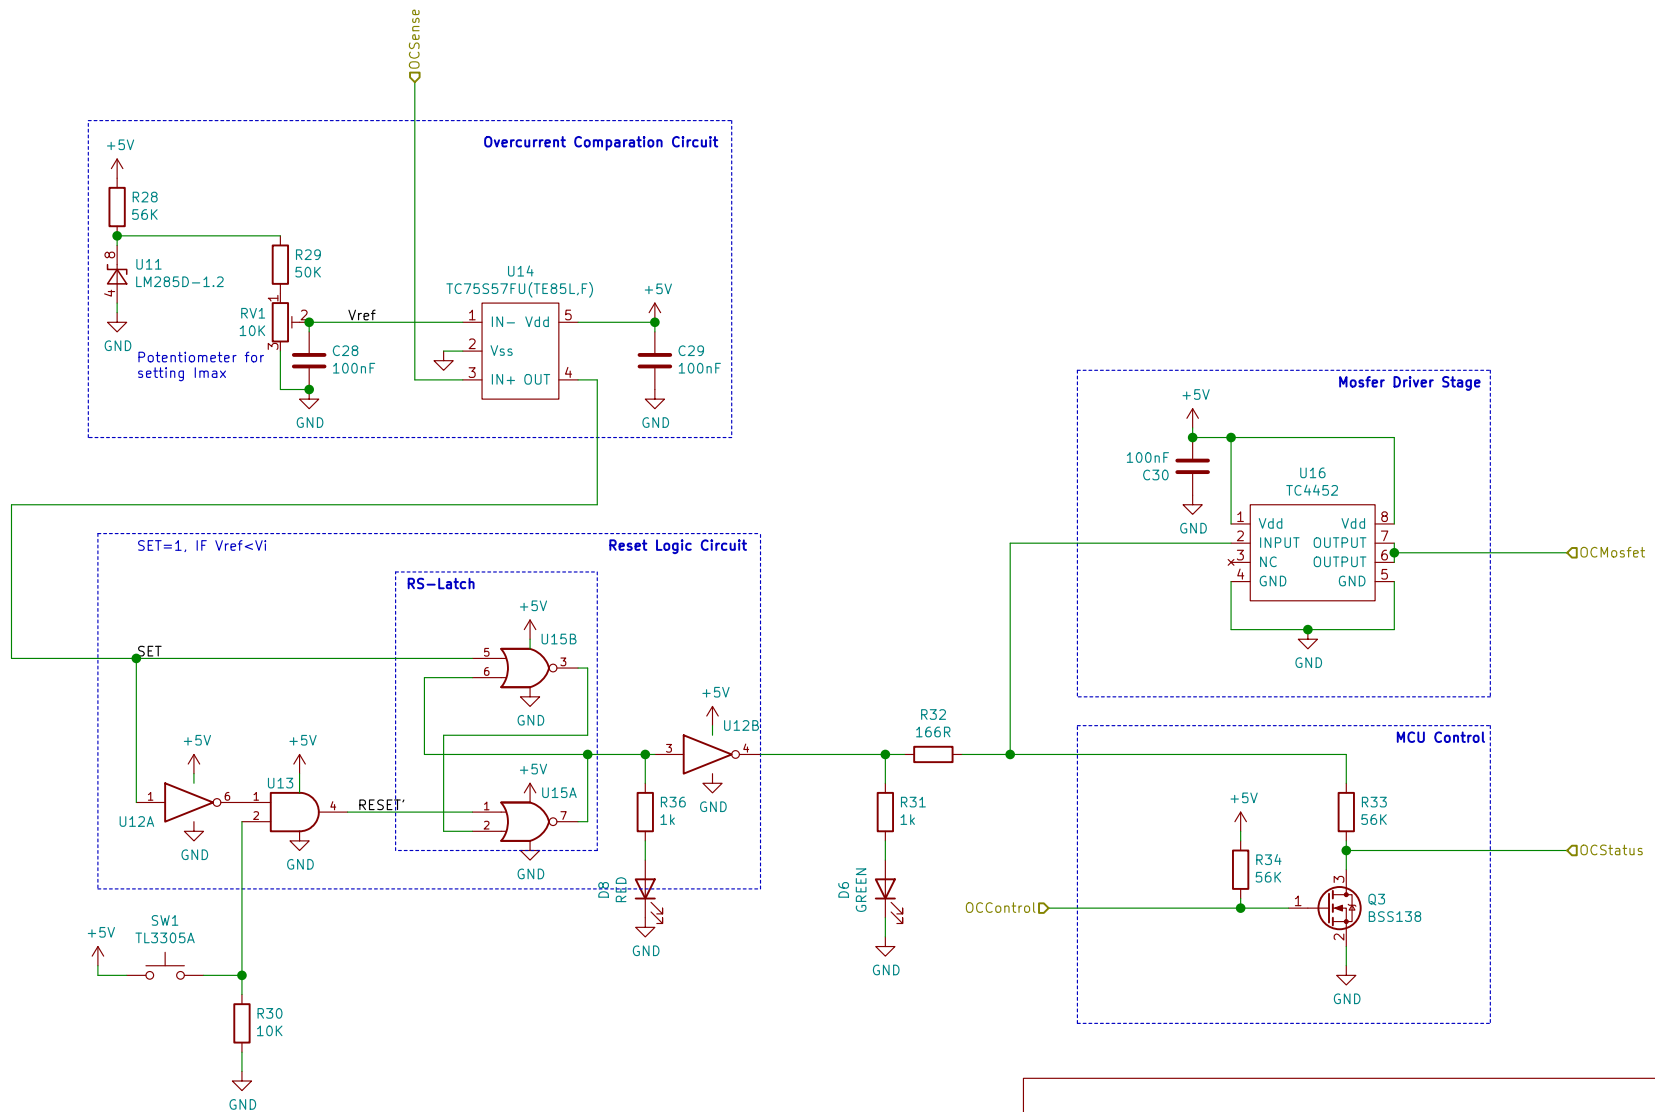 OCSense
Overcurrent Comparation Circuit
+5V
R28
56K
8
4
U11
LM285D-1.2
GND
R29
50K
1
RV1
10K
2
3
Potentiometer for
setting Imax
Vref
C28
100nF
GND
U14
TC75S57FU(TE85L,F)
1
IN-
Vdd
5
2
Vss
3
IN+
OUT
4
+5V
C29
100nF
GND
Mosfer Driver Stage
+5V
100nF
C30
GND
U16
TC4452
1
Vdd
Vdd
8
2
INPUT
OUTPUT
7
3
NC
OUTPUT
6
4
GND
GND
5
GND
OCMosfet
SET=1, IF Vref<Vi
Reset Logic Circuit
RS-Latch
+5V
U15B
5
6
3
GND
SET
+5V
U12B
3
4
GND
+5V
1
6
U12A
GND
+5V
U13
1
2
4
GND
RESET'
+5V
U15A
1
2
7
GND
R36
1k
D8
RED
GND
R32
166R
R31
1k
D6
GREEN
GND
MCU Control
R33
56K
+5V
R34
56K
OCStatus
OCControl
1
3
2
Q3
BSS138
GND
SW1
TL3305A
+5V
R30
10K
GND